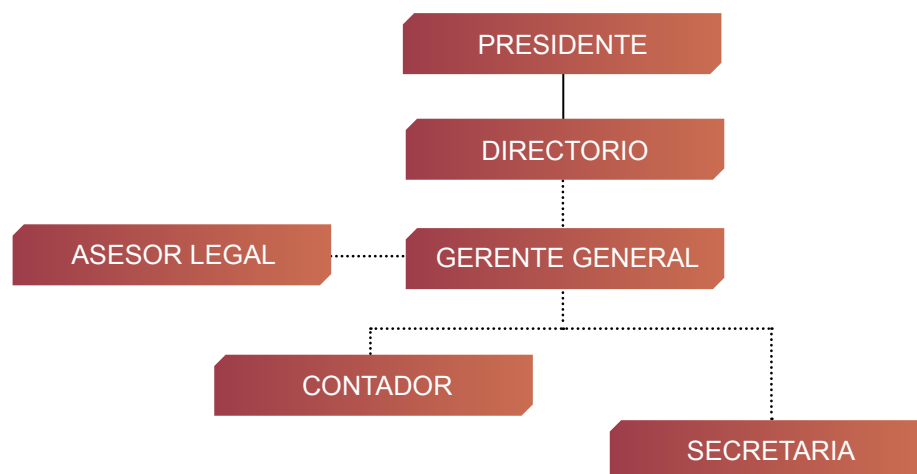 PRESIDENTE
DIRECTORIO
ASESOR LEGAL
GERENTE GENERAL
CONTADOR
SECRETARIA